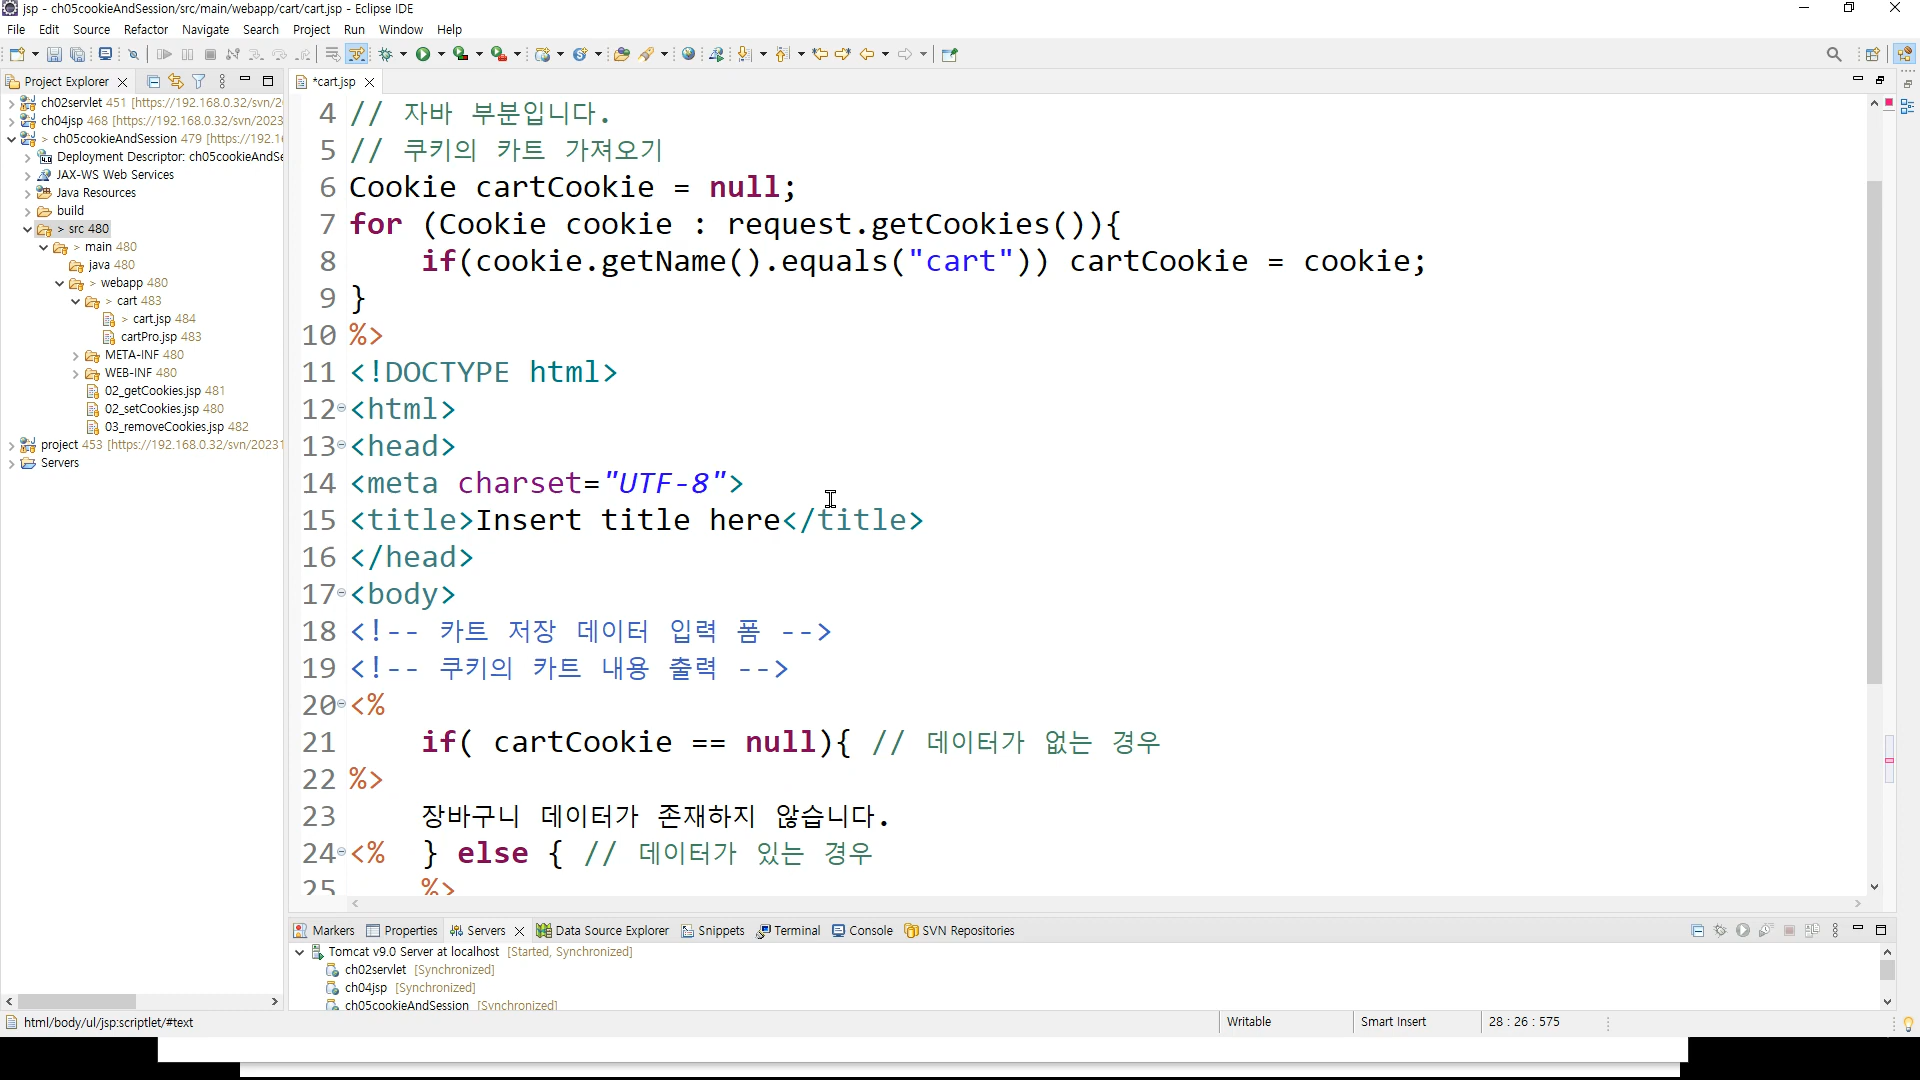 jsp - ch05cookieAndSession/src/main/webapp/cart/cart.jsp - Eclipse IDE
File Edit Source Refactor Navigate Search Project Run Window Help
Project Explorer
*cart.jsp
ch02servlet 451 [https://192.168.0.32/svn/2
ch04jsp 468 [https://192.168.0.32/svn/2023
> ch05cookieAndSession 479 [https://192.1
Deployment Descriptor: ch05cookieAndSe
JAX-WS Web Services
Java Resources
build
> src 480
> main 480
java 480
> webapp 480
> cart 483
> cart.jsp 484
cartPro.jsp 483
META-INF 480
WEB-INF 480
02_getCookies.jsp 481
02_setCookies.jsp 480
03_removeCookies.jsp 482
project 453 [https://192.168.0.32/svn/20231
Servers
4 // 자바 부분입니다.
5 // 쿠키의 카트 가져오기
6 Cookie cartCookie = null;
7 for (Cookie cookie : request.getCookies()){
8 if(cookie.getName().equals("cart")) cartCookie = cookie;
9 }
10 %>
11 <!DOCTYPE html>
12 <html>
13 <head>
14 <meta charset="UTF-8">
15 <title>Insert title here</title>
16 </head>
17 <body>
18 <!-- 카트 저장 데이터 입력 폼 -->
19 <!-- 쿠키의 카트 내용 출력 -->
20 <%
21 if( cartCookie == null){ // 데이터가 없는 경우
22 %>
23 장바구니 데이터가 존재하지 않습니다.
24 <% } else { // 데이터가 있는 경우
25 %>
Markers Properties Servers Data Source Explorer Snippets Terminal Console SVN Repositories
Tomcat v9.0 Server at localhost [Started, Synchronized]
ch02servlet [Synchronized]
ch04jsp [Synchronized]
ch05cookieAndSession [Synchronized]
html/body/ul/jsp:scriptlet/#text
Writable
Smart Insert
28 : 26 : 575